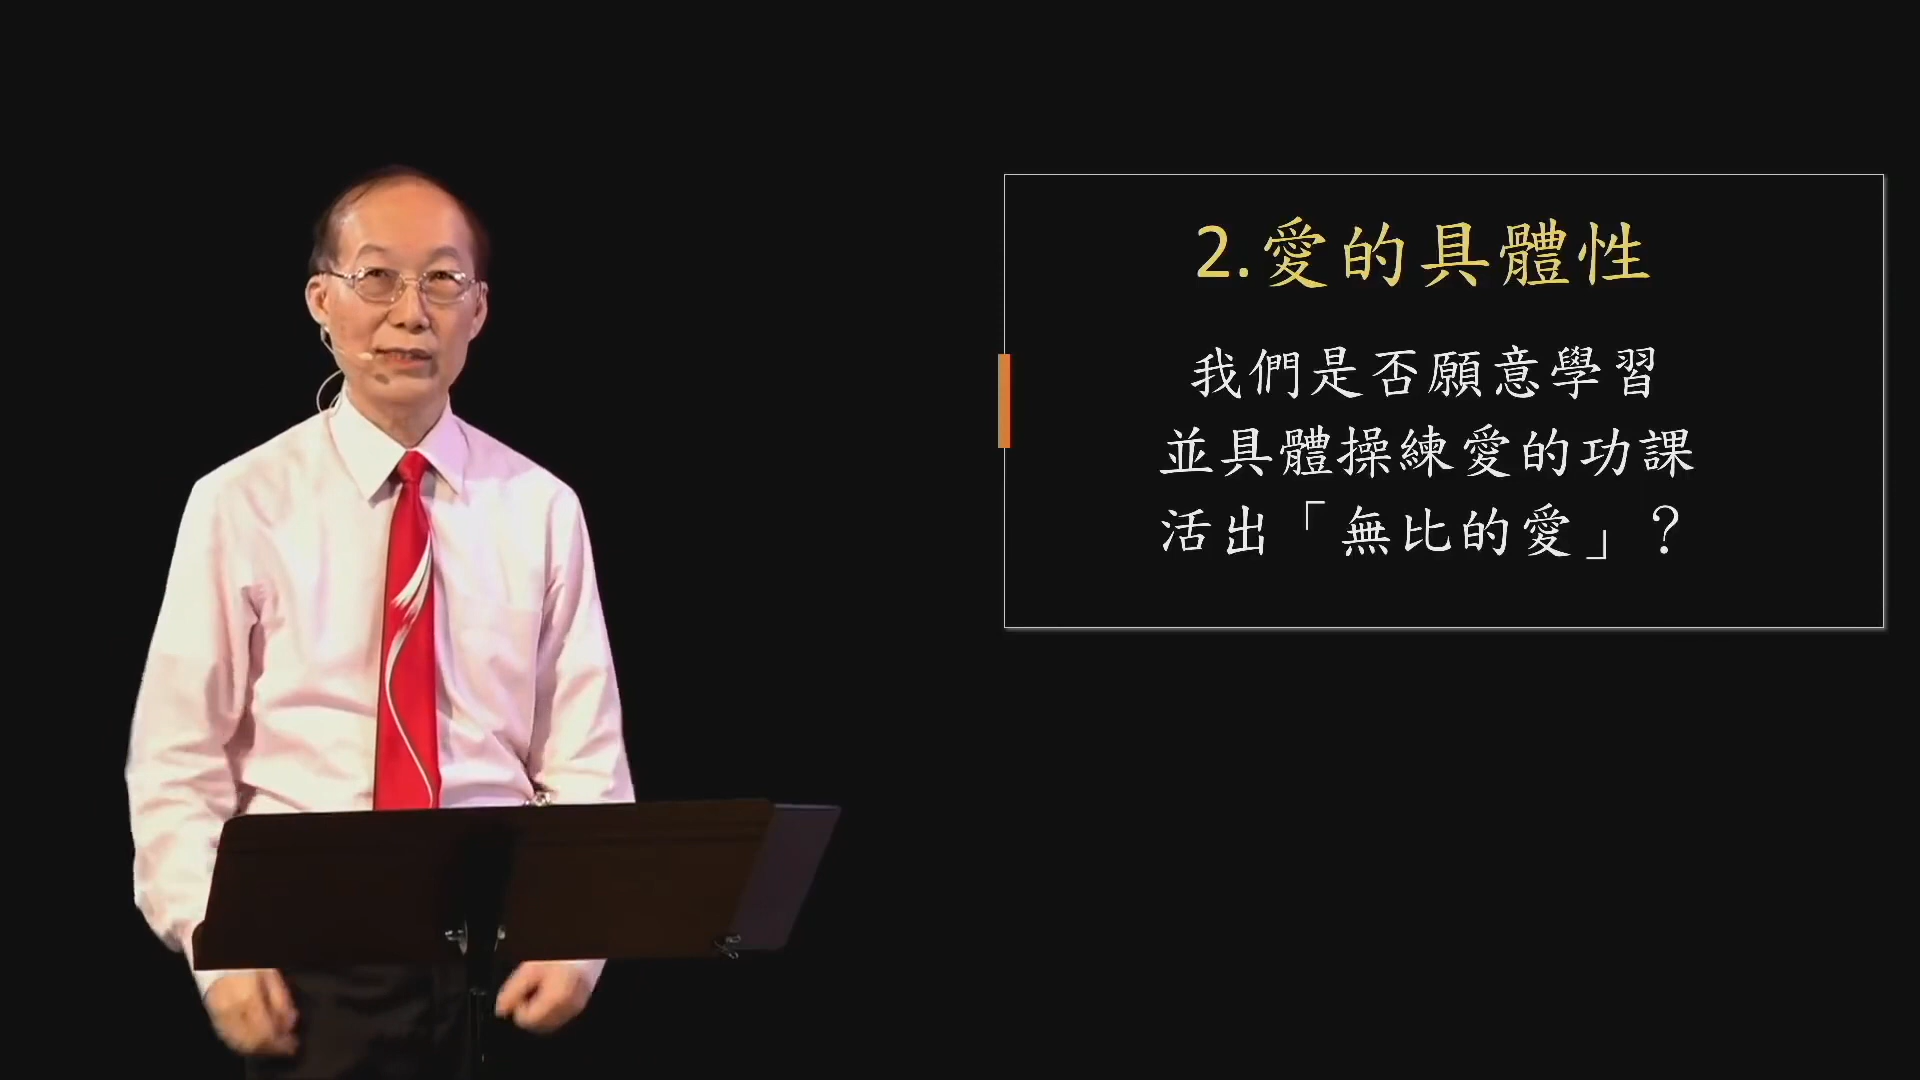 2.愛的具體性
我們是否願意學習
並具體操練愛的功課
活出「無比的愛」?